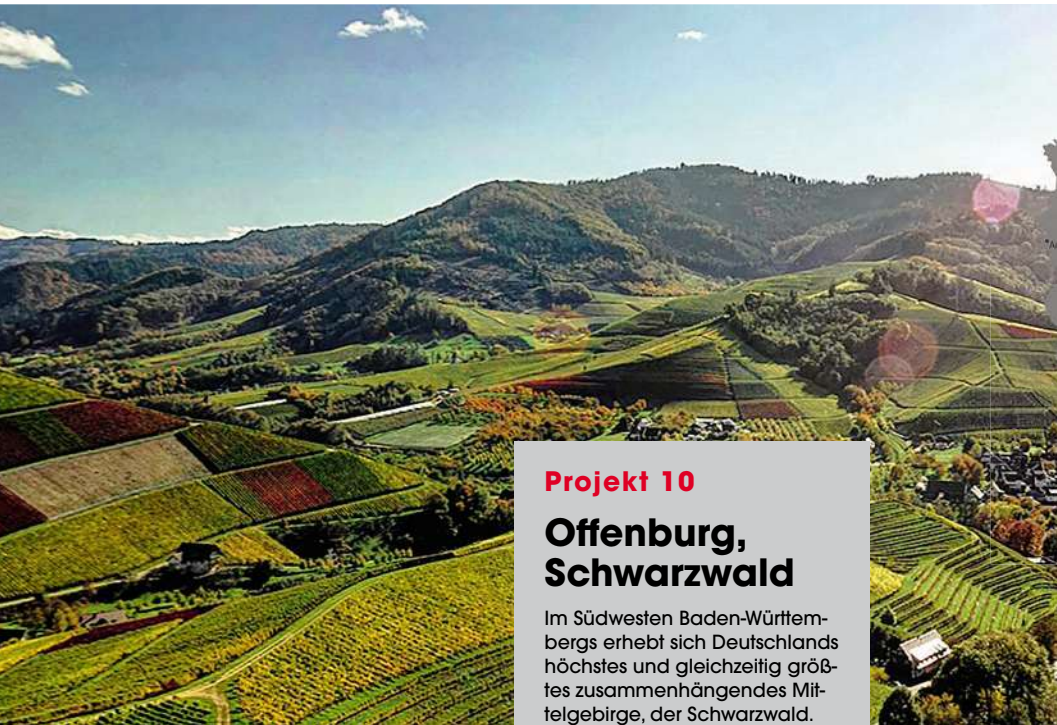 Projekt 10
Offenburg,
Schwarzwald
Im Südwesten Baden-Württem-
bergs erhebt sich Deutschlands
höchstes und gleichzeitig größ-
tes zusammenhängendes Mit-
telgebirge, der Schwarzwald.